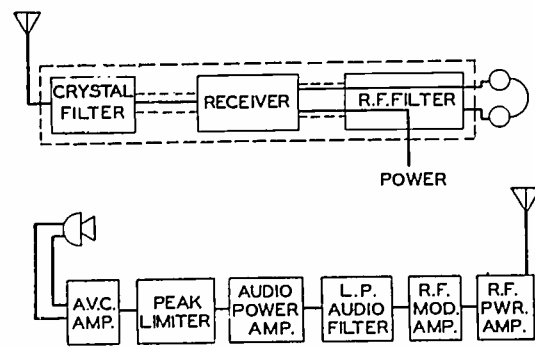 CRYSTAL
FILTER
RECEIVER
R.F. FILTER
POWER
A.V.C.
AMP.
PEAK
LIMITER
AUDIO
POWER
AMP.
L.P.
AUDIO
FILTER
R.F.
MOD.
AMP.
R.F.
PWR.
AMP.